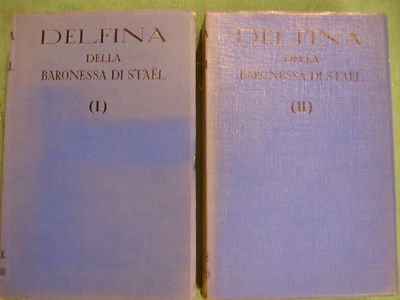 DELFINA
DELLA
BARONESSA DI STAËL
(I)
DELFINA
DELLA
BARONESSA DI STAËL
(II)